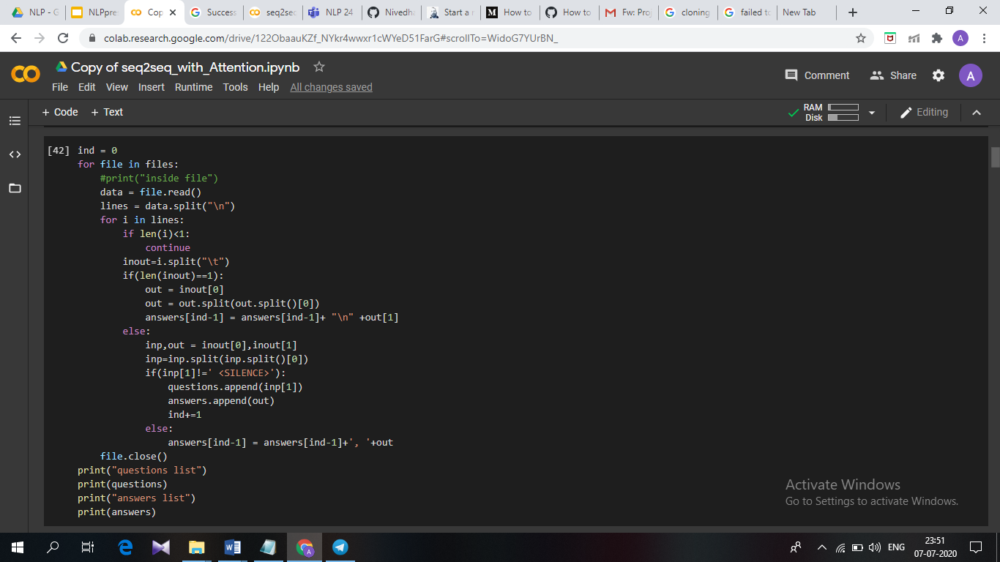 NLP - G
NLPpre
Cop
Success
seq2sec
NLP 24
Nivedha
Start a r
How to
How to
Fw: Proj
cloning
failed to
New Tab
colab.research.google.com/drive/122ObaauKZf_NYkr4wwxr1cWYeD51FarG#scrollTo=WidoG7YUrBN_
A
Copy of seq2seq_with_Attention.ipynb
Comment
Share
A
File Edit View Insert Runtime Tools Help All changes saved
+ Code + Text
RAM
Disk
Editing
[42] ind = 0
for file in files:
    #print("inside file")
    data = file.read()
    lines = data.split("\n")
    for i in lines:
        if len(i)<1:
            continue
        inout=i.split("\t")
        if(len(inout)==1):
            out = inout[0]
            out = out.split(out.split()[0])
            answers[ind-1] = answers[ind-1]+ "\n" +out[1]
        else:
            inp,out = inout[0],inout[1]
            inp=inp.split(inp.split()[0])
            if(inp[1]!=' <SILENCE>'):
                questions.append(inp[1])
                answers.append(out)
                ind+=1
            else:
                answers[ind-1] = answers[ind-1]+', '+out
    file.close()
print("questions list")
print(questions)
print("answers list")
print(answers)
Activate Windows
Go to Settings to activate Windows.
ENG
23:51
07-07-2020